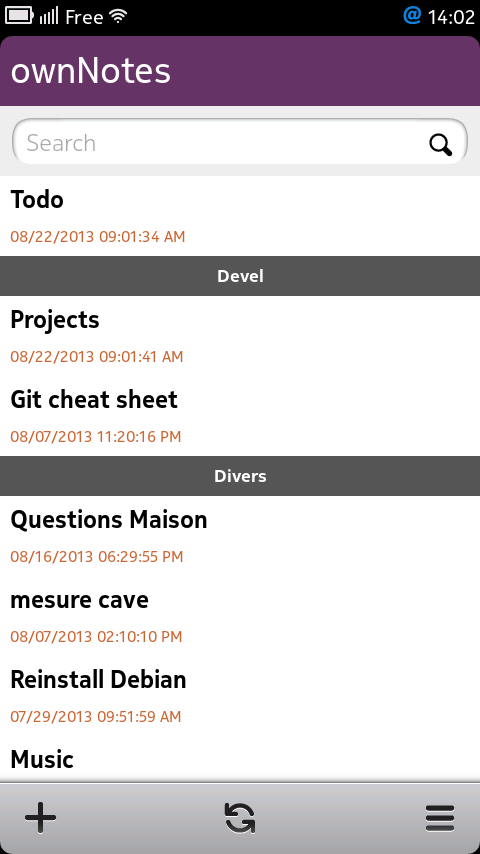 Free
@ 14:02
ownNotes
Search
Todo
08/22/2013 09:01:34 AM
Devel
Projects
08/22/2013 09:01:41 AM
Git cheat sheet
08/07/2013 11:20:16 PM
Divers
Questions Maison
08/16/2013 06:29:55 PM
mesure cave
08/07/2013 02:10:10 PM
Reinstall Debian
07/29/2013 09:51:59 AM
Music